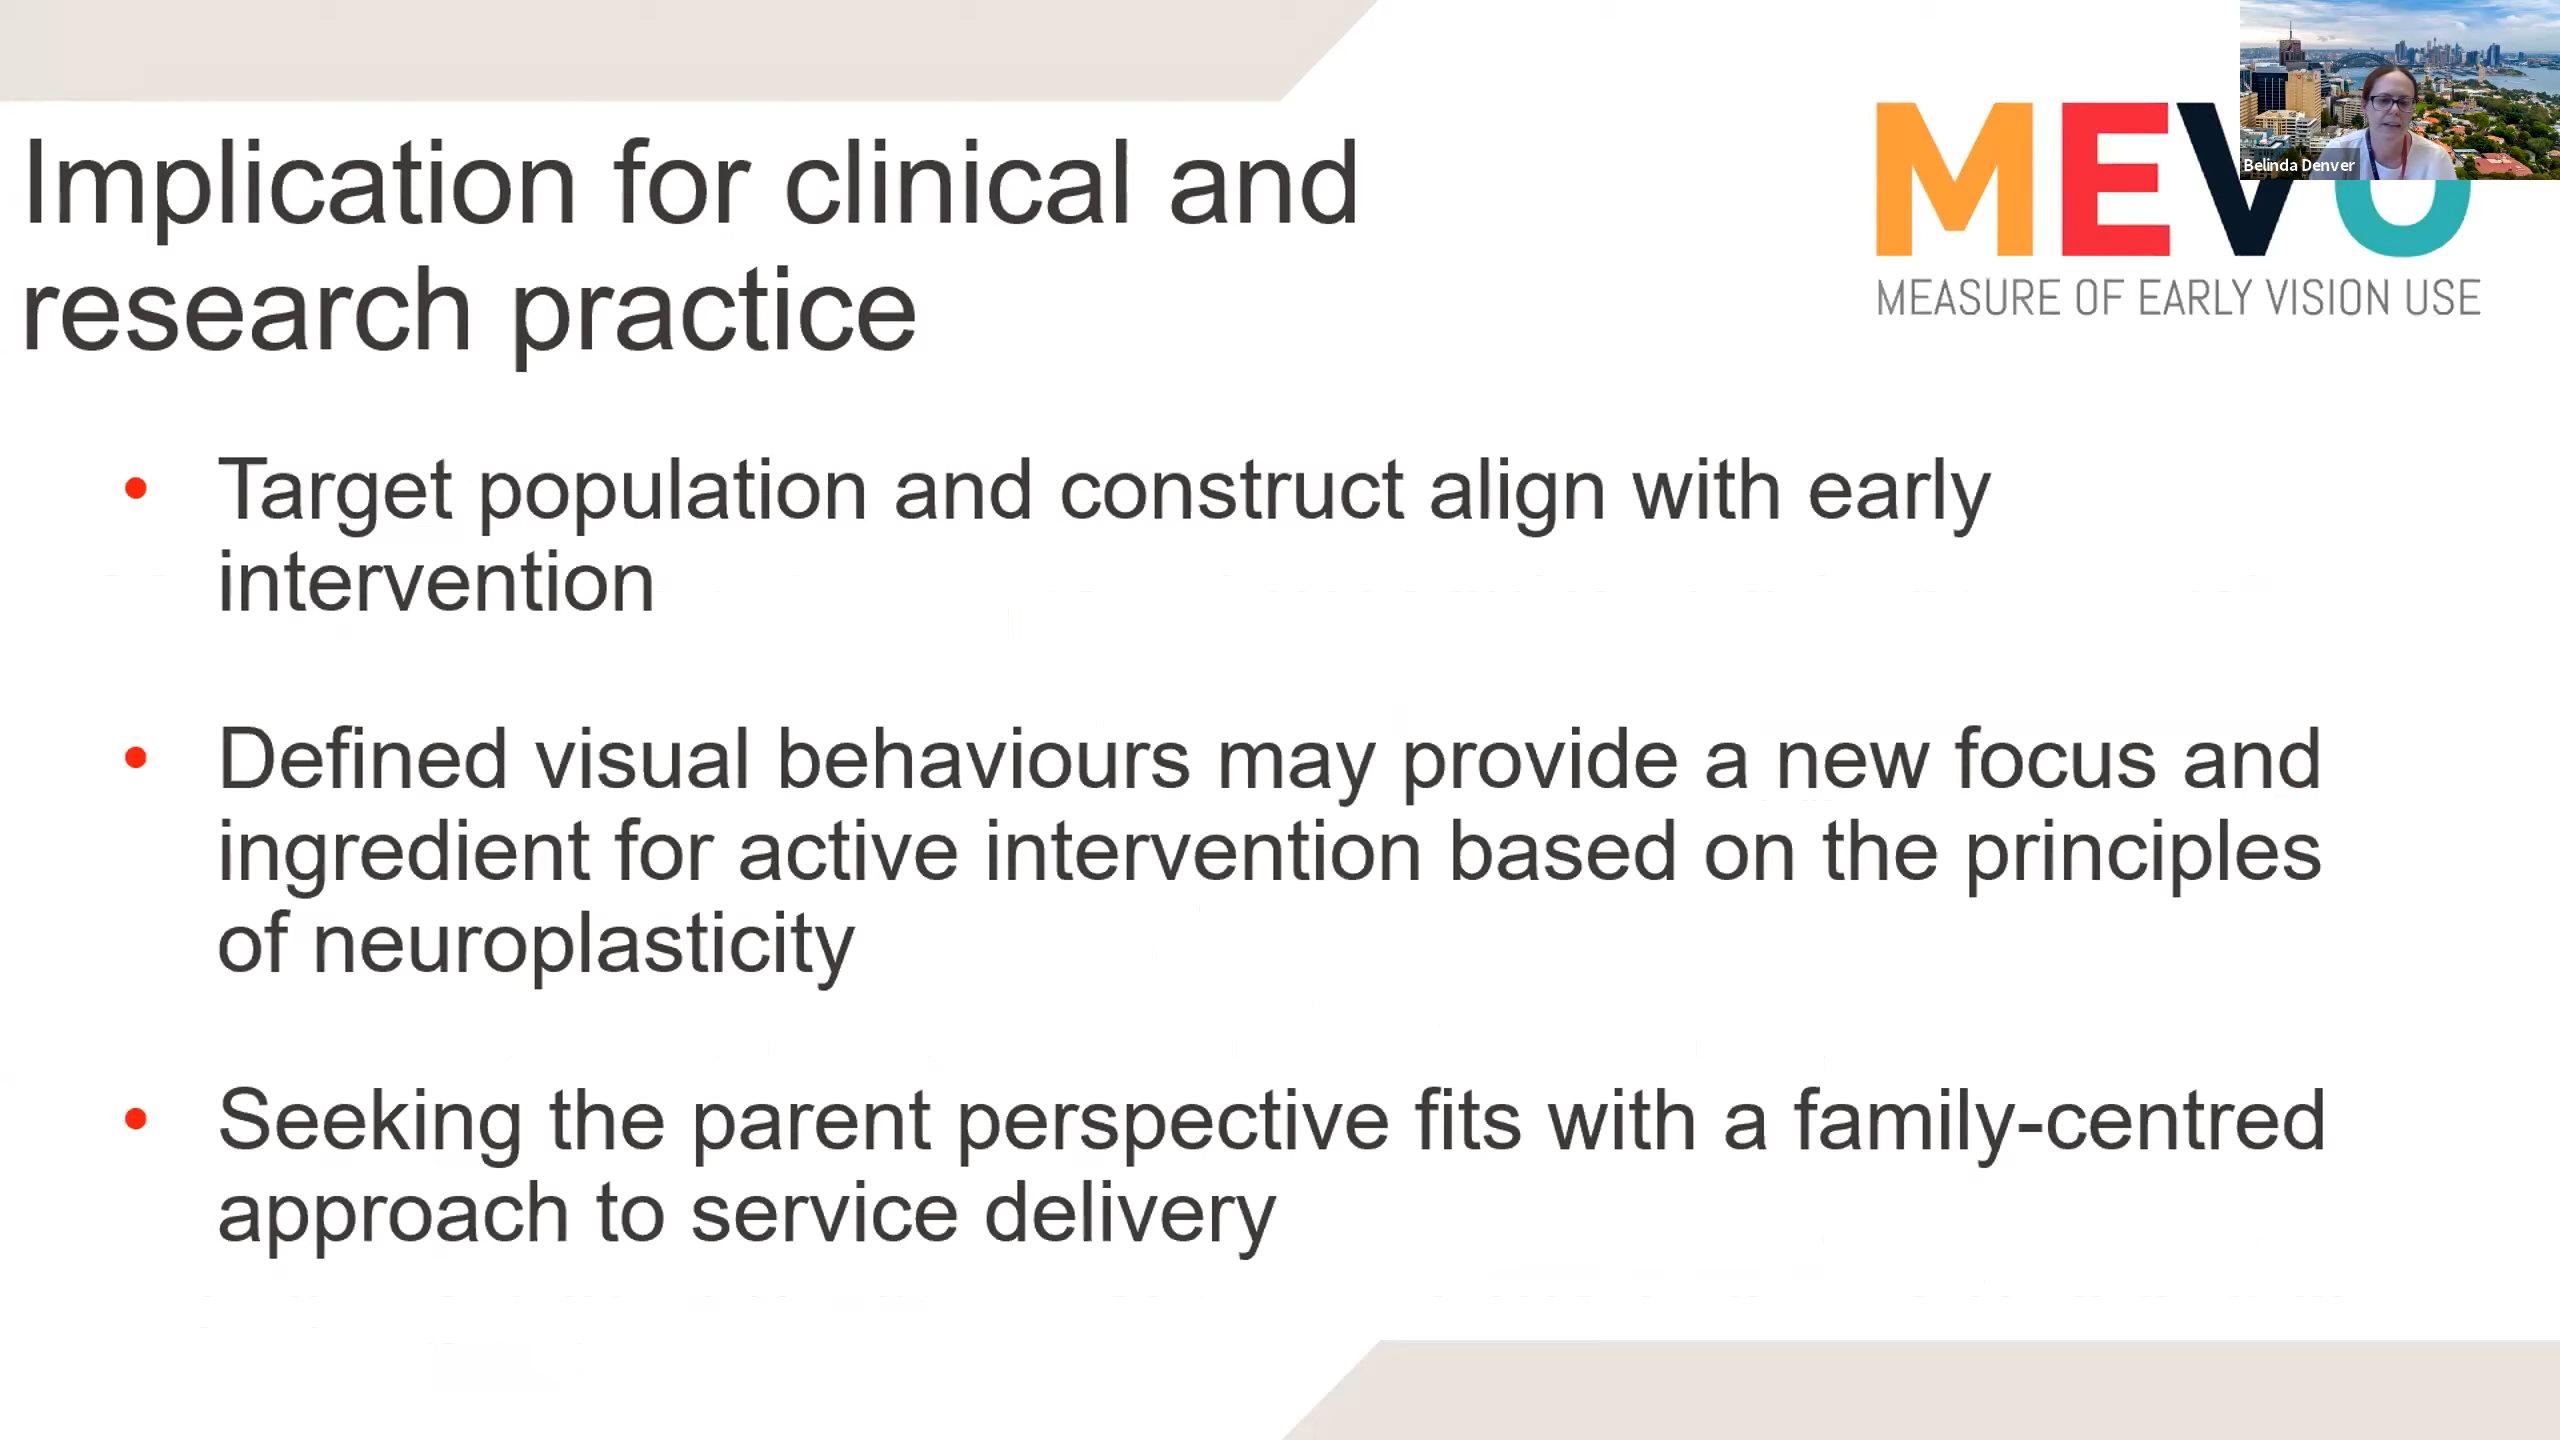 Implication for clinical and
research practice
Belinda Denver
MEVU
MEASURE OF EARLY VISION USE
• Target population and construct align with early
intervention
• Defined visual behaviours may provide a new focus and
ingredient for active intervention based on the principles
of neuroplasticity
• Seeking the parent perspective fits with a family-centred
approach to service delivery